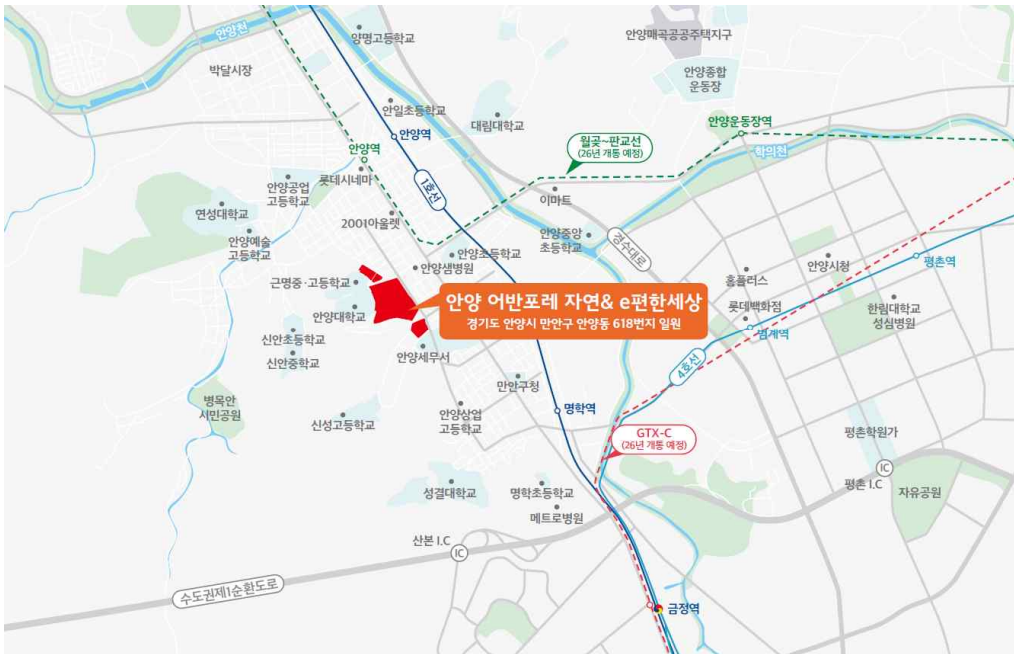 안양천
박달시장
양명고등학교
안양매곡공공주택지구
안양종합
운동장
안일초등학교
안양역
대림대학교
안양운동장역
월곶~판교선
(26년 개통 예정)
학의천
안양역
롯데시네마
1호선
안양공업
고등학교
이마트
연성대학교
2001아울렛
안양예술
고등학교
안양초등학교
안양중앙
초등학교
경수대로
안양샘병원
홈플러스
안양시청
평촌역
근명중·고등학교
안양 어반포레 자연& e편한세상
경기도 안양시 만안구 안양동 618번지 일원
롯데백화점
한림대학교
성심병원
안양대학교
신안초등학교
신안중학교
안양세무서
범계역
4호선
만안구청
병목안
시민공원
신성고등학교
안양상업
고등학교
명학역
GTX-C
(26년 개통 예정)
평촌학원가
IC
평촌 I.C
자유공원
성결대학교
명학초등학교
메트로병원
산본 I.C
IC
수도권제1순환도로
금정역